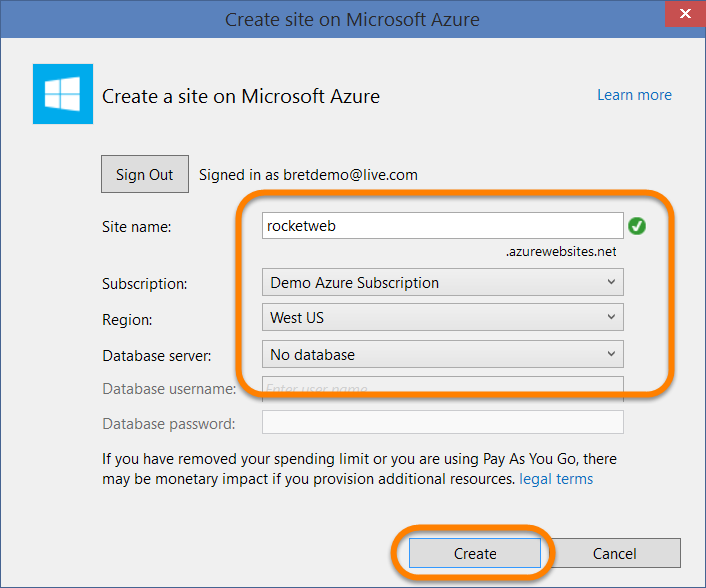 Create site on Microsoft Azure
Create a site on Microsoft Azure
Learn more
Sign Out
Signed in as bretdemo@live.com
Site name:
rocketweb
.azurewebsites.net
Subscription:
Demo Azure Subscription
Region:
West US
Database server:
No database
Database username:
Enter user name
Database password:
If you have removed your spending limit or you are using Pay As You Go, there
may be monetary impact if you provision additional resources. legal terms
Create
Cancel